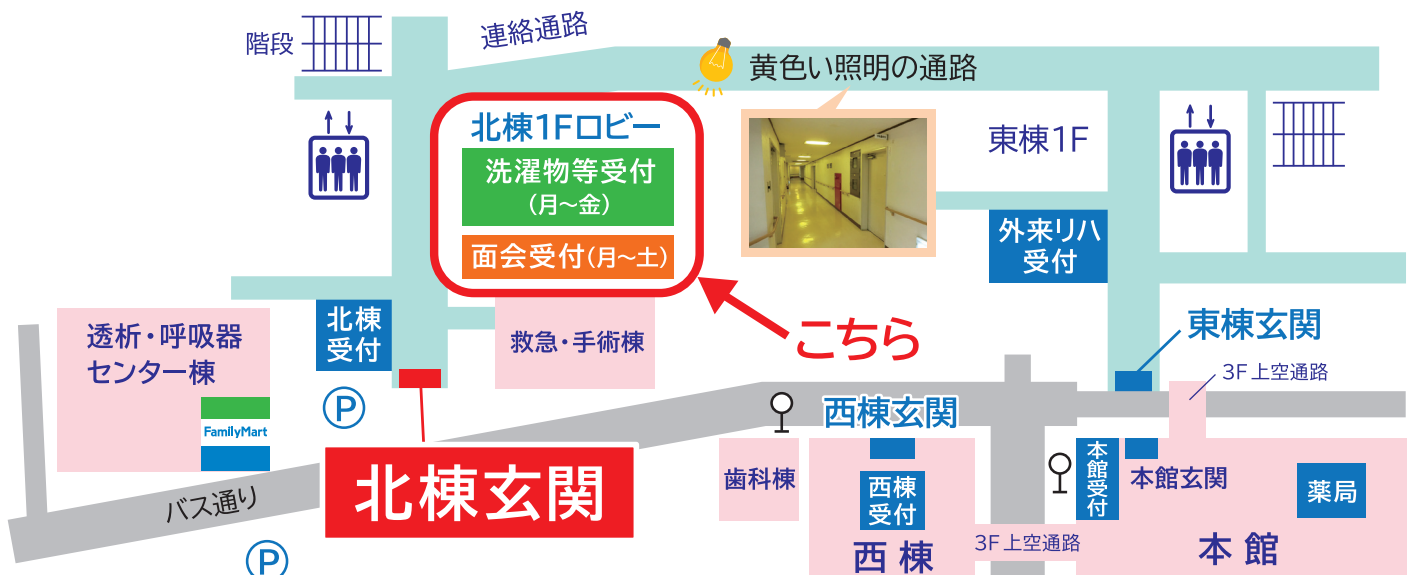 階段
連絡通路
黄色い照明の通路
北棟1Fロビー
洗濯物等受付
(月～金)
面会受付(月～土)
東棟1F
外来リハ
受付
こちら
北棟
受付
透析・呼吸器
センター棟
FamilyMart
救急・手術棟
東棟玄関
3F上空通路
P
西棟玄関
北棟玄関
バス通り
P
歯科棟
西棟
受付
西棟
3F上空通路
本館受付
本館玄関
薬局
本館